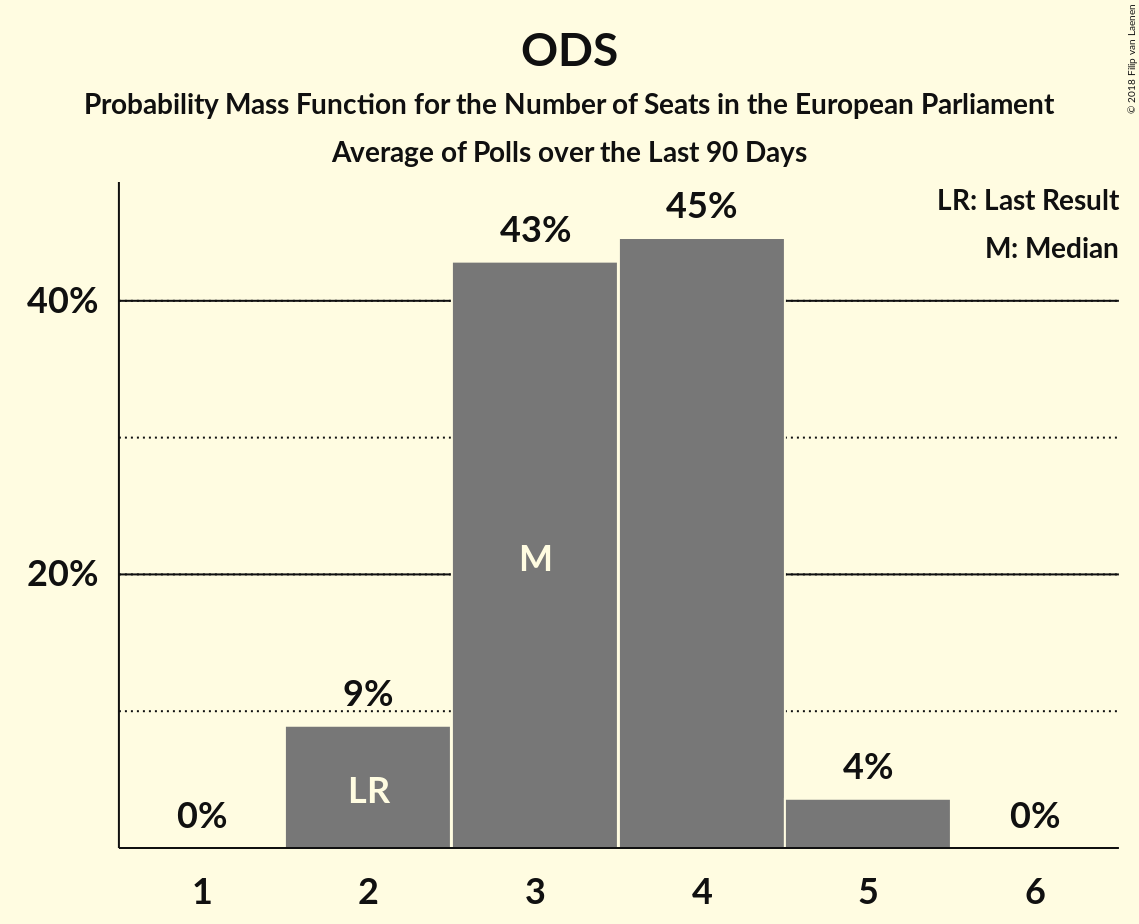 ODS
Probability Mass Function for the Number of Seats in the European Parliament
Average of Polls over the Last 90 Days
© 2018 Filip van Laenen
LR: Last Result
M: Median
40%
20%
0%
9%
43%
45%
4%
0%
LR
M
1 2 3 4 5 6